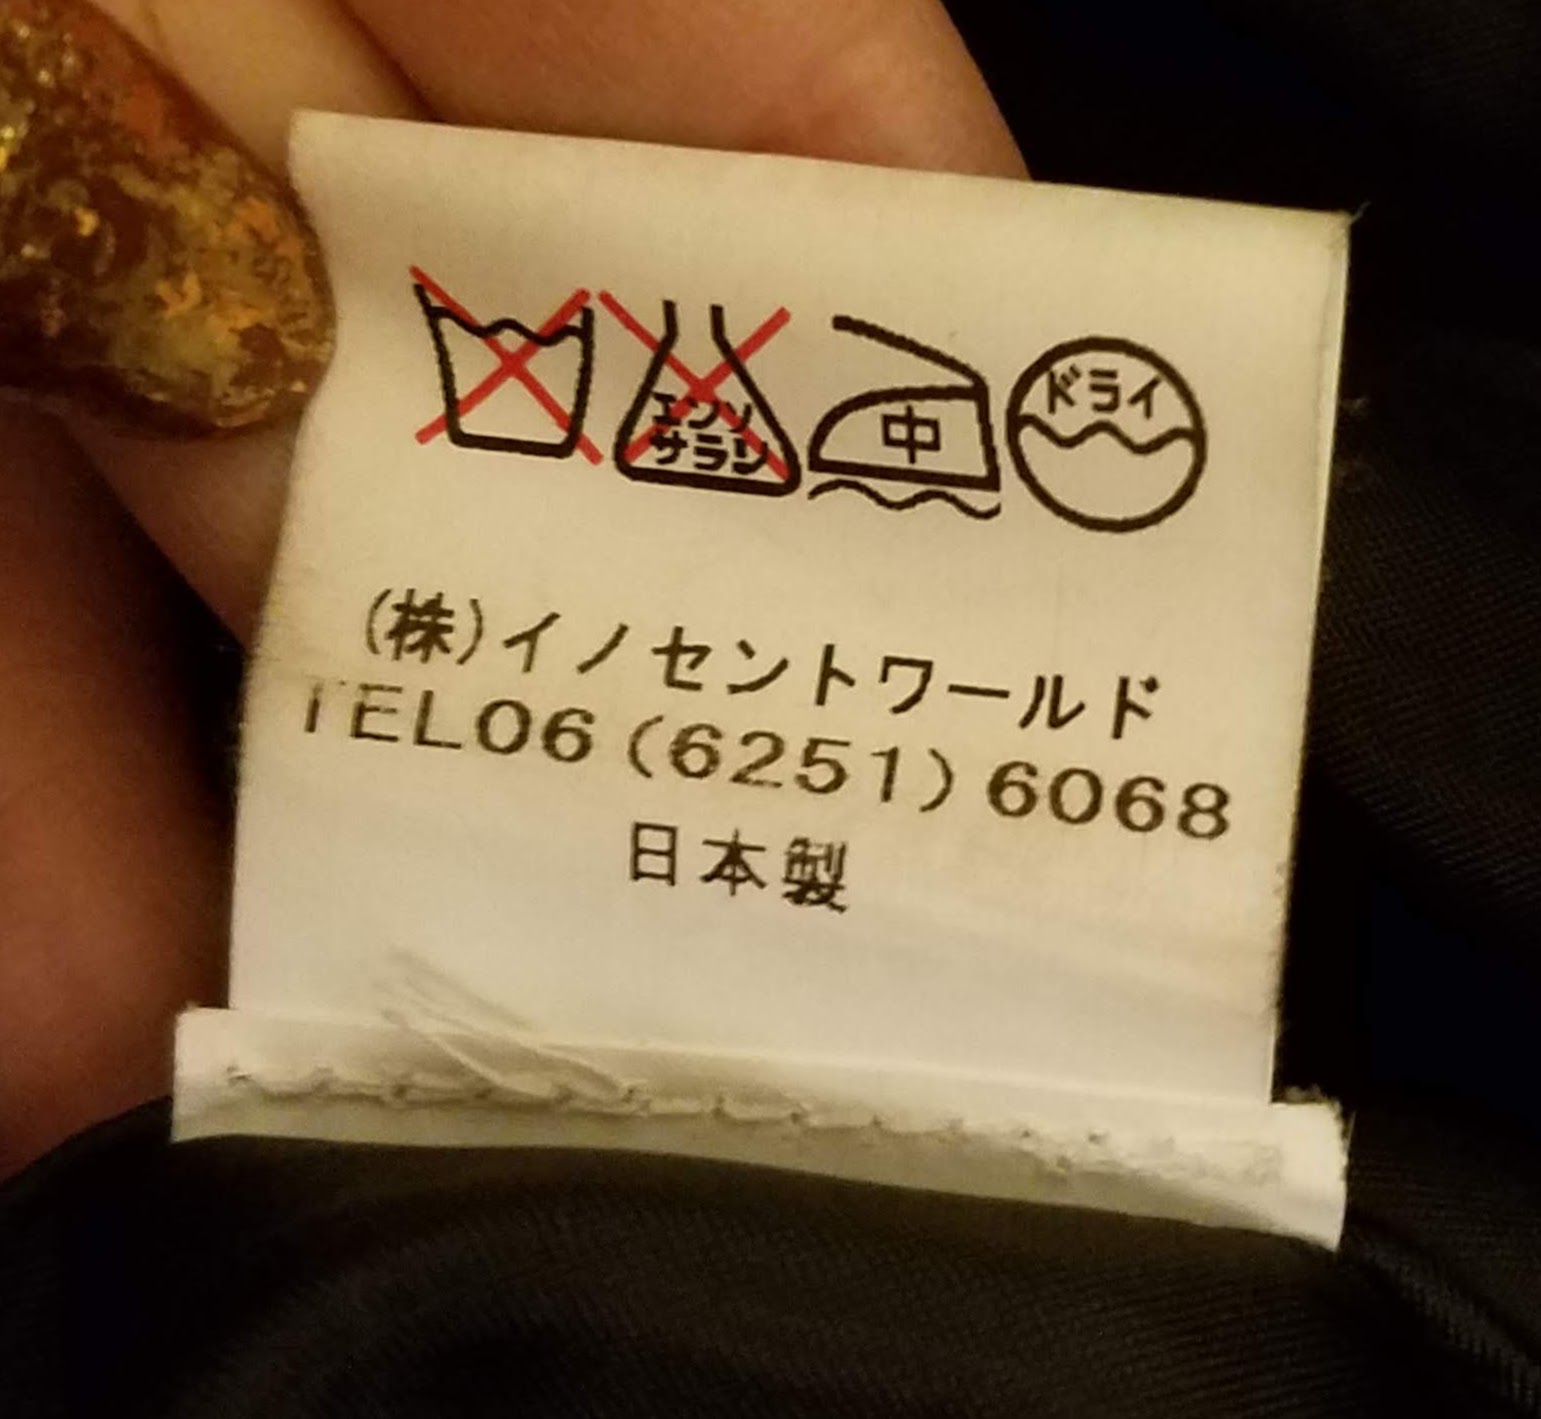 エンソ
サラシ
中
ドライ
(株)イノセントワールド
TEL06(6251)6068
日本製